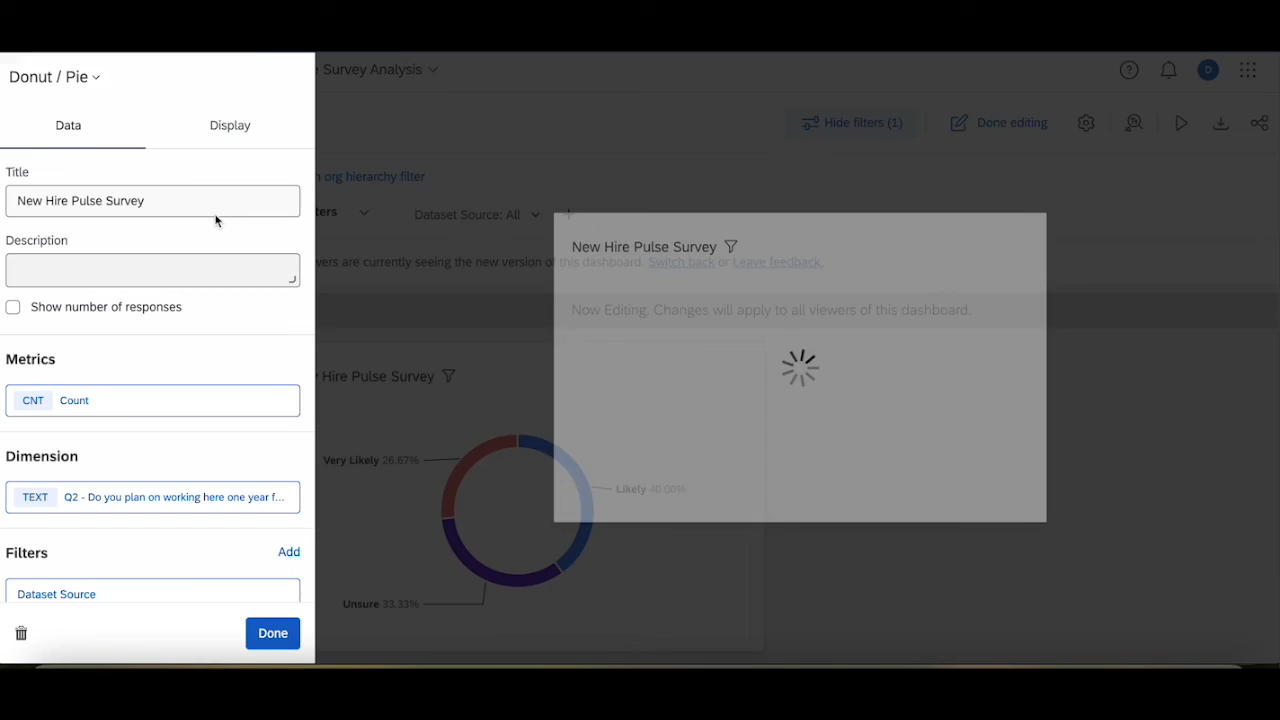 Donut / Pie
Survey Analysis
D
Data
Display
Hide filters (1)
Done editing
Title
org hierarchy filter
New Hire Pulse Survey
Dataset Source: All
Description
New Hire Pulse Survey
are currently seeing the new version of this dashboard. Switch back or Leave feedback.
Show number of responses
Now Editing. Changes will apply to all viewers of this dashboard.
Metrics
Hire Pulse Survey
CNT Count
Dimension
Very Likely 26.67%
Likely 40.00%
TEXT Q2 - Do you plan on working here one year f...
Filters
Add
Dataset Source
Unsure 33.33%
Done